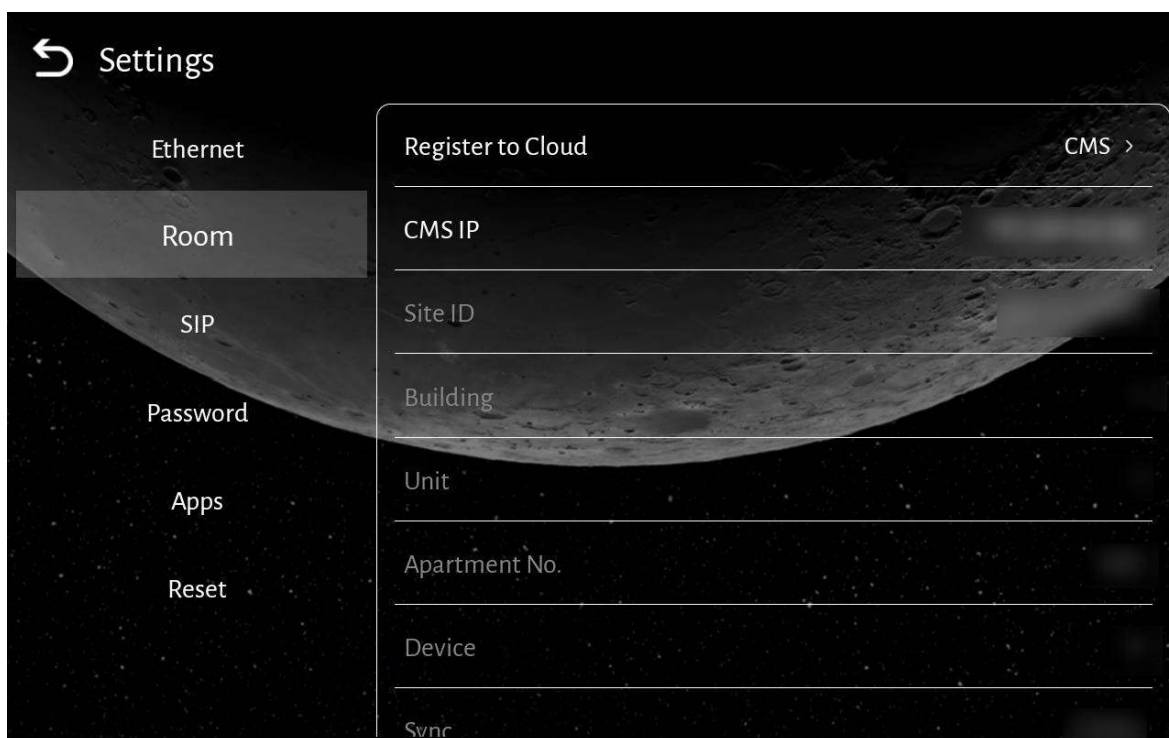 Settings
Ethernet
Room
SIP
Password
Apps
Reset
Register to Cloud CMS >
CMS IP
Site ID
Building
Unit
Apartment No.
Device
Sync